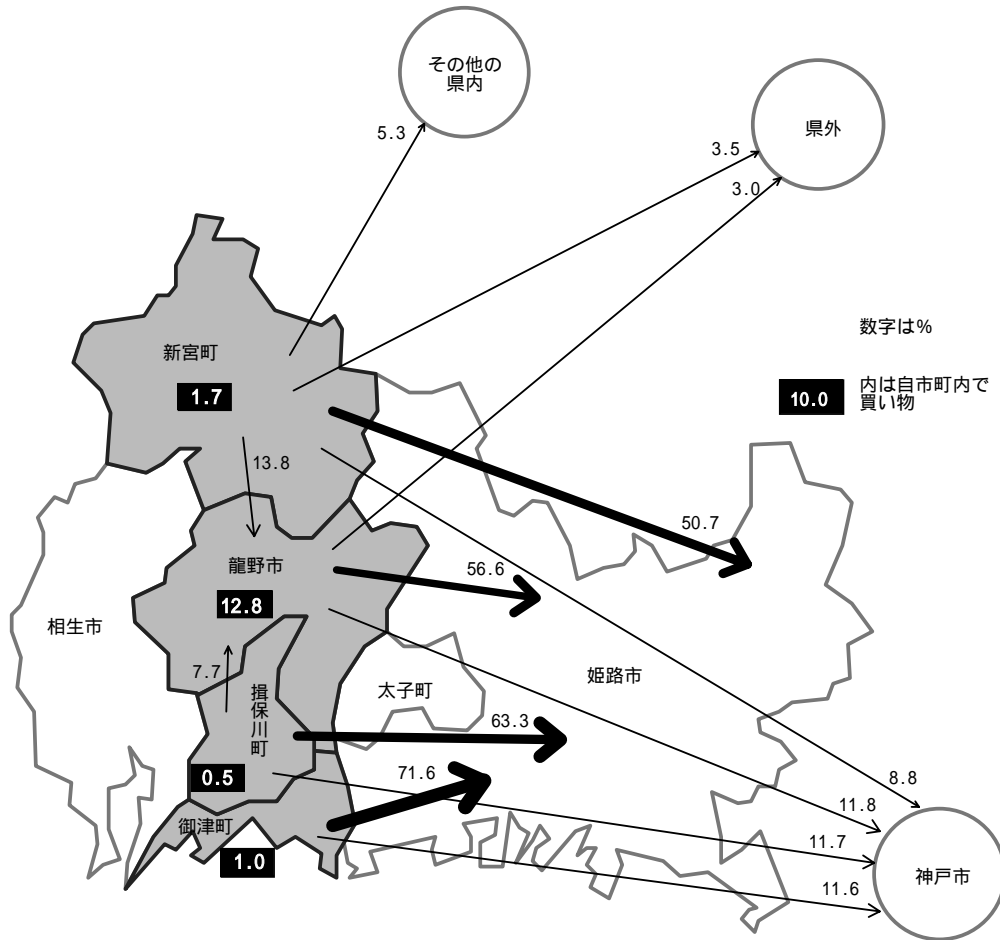 その他の
県内
県外
5.3
3.5
3.0
数字は%
新宮町
1.7
10.0
内は自市町内で
買い物
13.8
50.7
龍野市
56.6
12.8
相生市
7.7
揖保川町
太子町
姫路市
63.3
0.5
71.6
8.8
11.8
御津町
1.0
11.7
11.6
神戸市